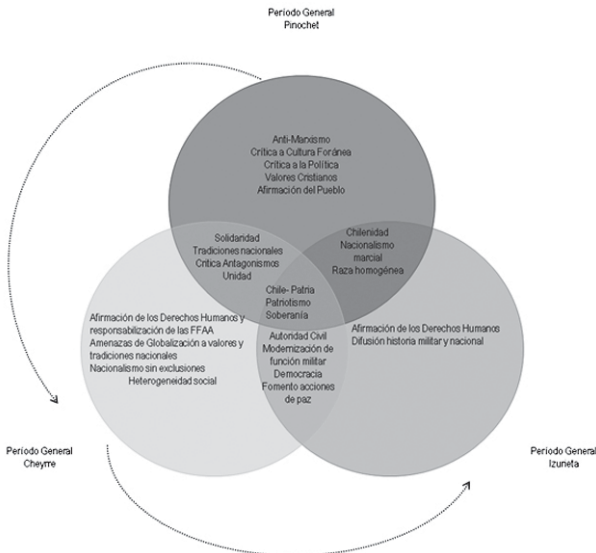 Período General
Pinochet
Anti-Marxismo
Crítica a Cultura Foránea
Crítica a la Política
Valores Cristianos
Afirmación del Pueblo
Solidaridad
Tradiciones nacionales
Crítica Antagonismos
Unidad
Chilenidad
Nacionalismo
marcial
Raza homogénea
Chile- Patria
Patriotismo
Soberanía
Afirmación de los Derechos Humanos y
responsabilización de las FFAA
Amenazas de Globalización a valores y
tradiciones nacionales
Nacionalismo sin exclusiones
Heterogeneidad social
Autoridad Civil
Modernización de
función militar
Democracia
Fomento acciones
de paz
Afirmación de los Derechos Humanos
Difusión historia militar y nacional
Período General
Cheyrre
Período General
Izuneta